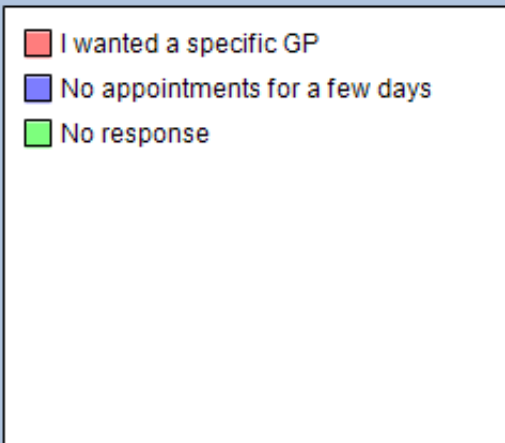 I wanted a specific GP
No appointments for a few days
No response